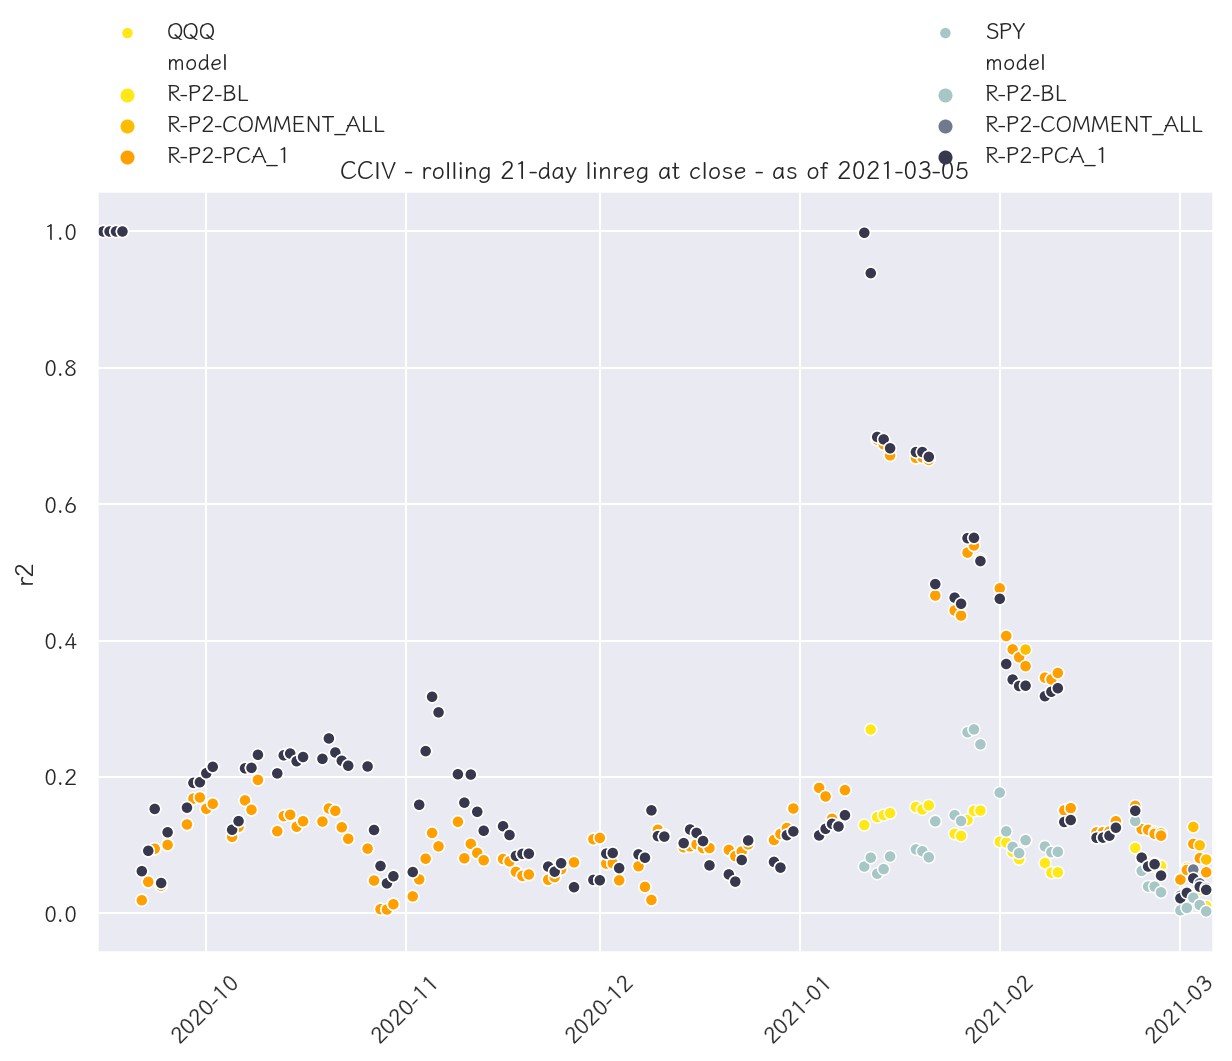 QQQ
model
R-P2-BL
R-P2-COMMENT_ALL
R-P2-PCA_1
SPY
model
R-P2-BL
R-P2-COMMENT_ALL
R-P2-PCA_1
CCIV - rolling 21-day linreg at close - as of 2021-03-05
1.0
0.8
0.6
0.4
0.2
0.0
r2
2020-10
2020-11
2020-12
2021-01
2021-02
2021-03